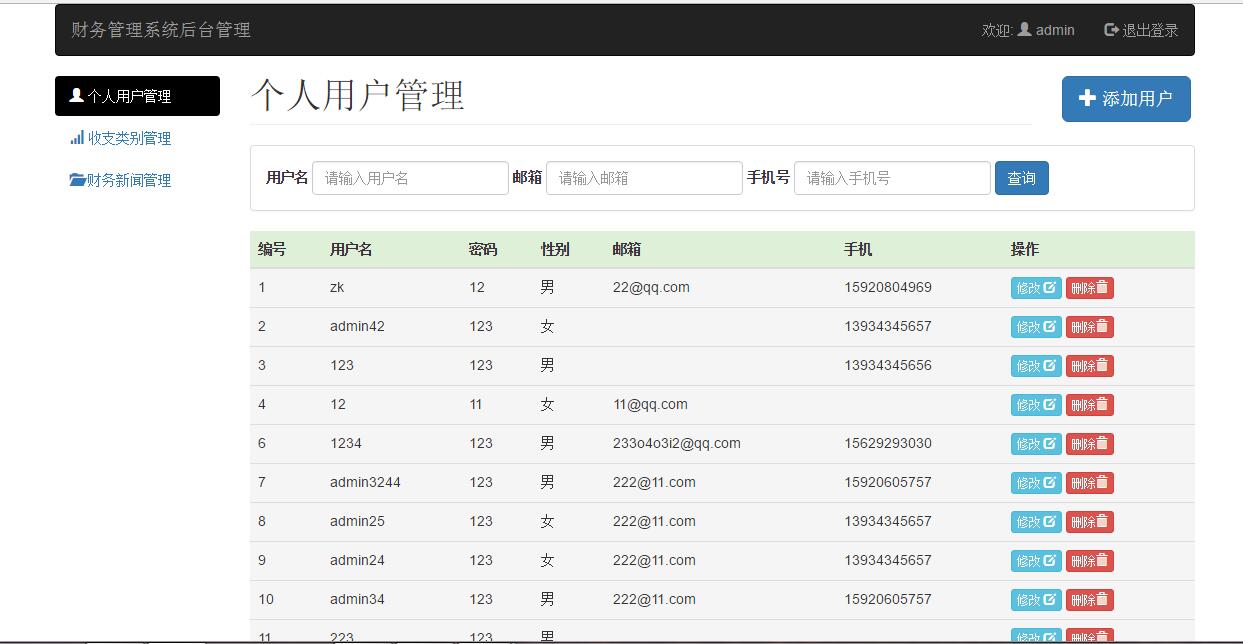 财务管理系统后台管理 欢迎: admin 退出登录
个人用户管理
收支类别管理
财务新闻管理
个人用户管理 添加用户
用户名 请输入用户名 邮箱 请输入邮箱 手机号 请输入手机号 查询
编号 用户名 密码 性别 邮箱 手机 操作
1 zk 12 男 22@qq.com 15920804969 修改 删除
2 admin42 123 女 13934345657 修改 删除
3 123 123 男 13934345656 修改 删除
4 12 11 女 11@qq.com 修改 删除
6 1234 123 男 233o4o3i2@qq.com 15629293030 修改 删除
7 admin3244 123 男 222@11.com 15920605757 修改 删除
8 admin25 123 女 222@11.com 13934345657 修改 删除
9 admin24 123 女 222@11.com 13934345657 修改 删除
10 admin34 123 男 222@11.com 15920605757 修改 删除
11 223 123 男 修改 删除